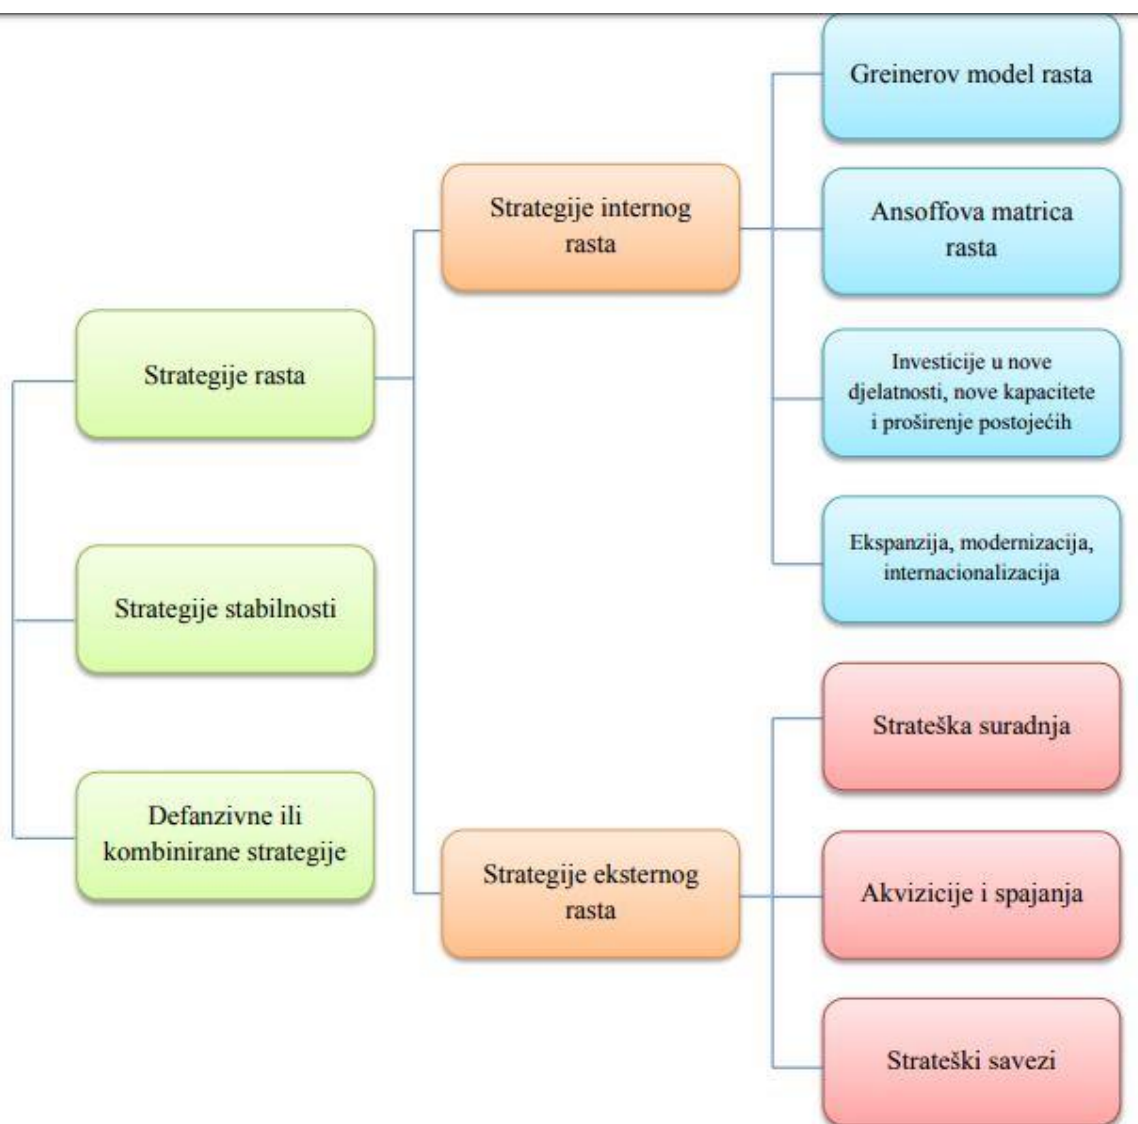 Strategije rasta
Strategije stabilnosti
Defanzivne ili
kombinirane strategije
Strategije internog
rasta
Strategije eksternog
rasta
Greinerov model rasta
Ansoffova matrica
rasta
Investicije u nove
djelatnosti, nove kapacitete
i proširenje postojećih
Ekspanzija, modernizacija,
internacionalizacija
Strateška suradnja
Akvizicije i spajanja
Strateški savezi